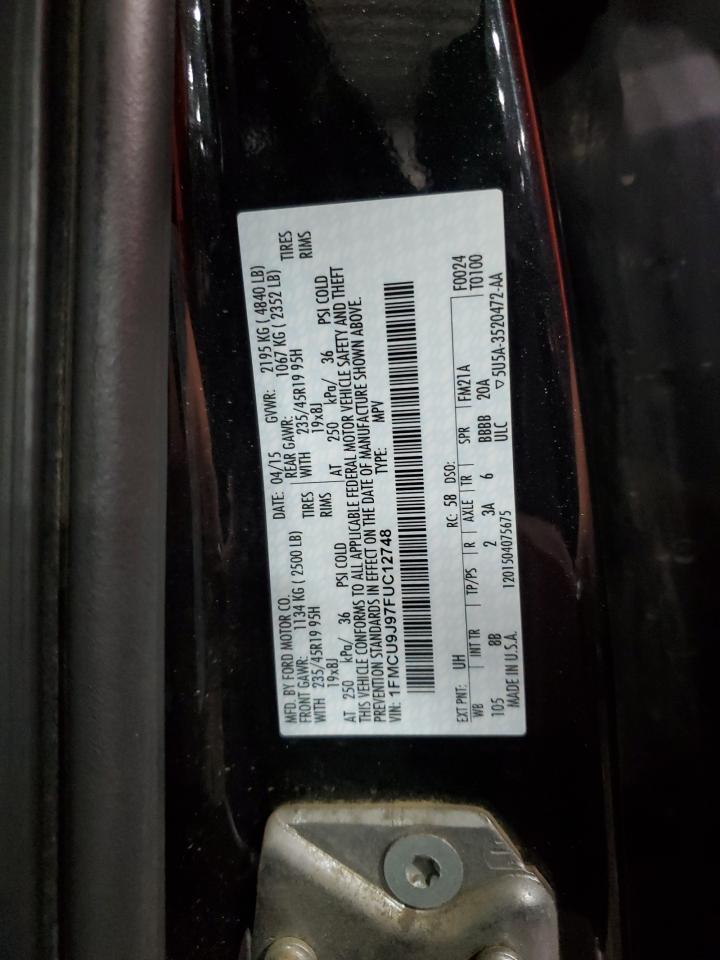 MFD. BY FORD MOTOR CO. DATE: 04/15 GVWR: 2195 KG ( 4840 LB)
FRONT GAWR: 1134 KG ( 2500 LB) REAR GAWR: 1067 KG ( 2352 LB)
WITH 235/45R19 95H TIRES WITH 235/45R19 95H TIRES
19x8J RIMS 19x8J RIMS
AT 250 kPa/ 36 PSI COLD AT 250 kPa/ 36 PSI COLD
THIS VEHICLE CONFORMS TO ALL APPLICABLE FEDERAL MOTOR VEHICLE SAFETY AND THEFT
PREVENTION STANDARDS IN EFFECT ON THE DATE OF MANUFACTURE SHOWN ABOVE.
VIN: 1FMCU9J97FUC12748 TYPE: MPV
EXT PNT: UH RC: 58 DSO: FM21A F0024
WB INT TR TP/PS R AXLE TR SPR T0100
105 8B 2 3A 6 BBBB 20A
MADE IN U.S.A. 1201504075675 ULC ▽5U5A-3520472-AA